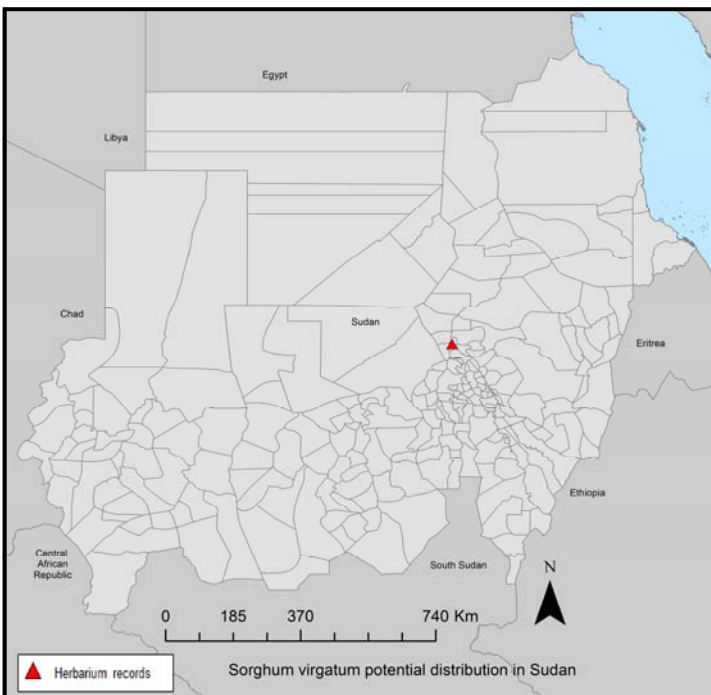 Egypt
Libya
Chad
Sudan
Eritrea
Ethiopia
Central
African
Republic
South Sudan
N
0 185 370 740 Km
Herbarium records
Sorghum virgatum potential distribution in Sudan